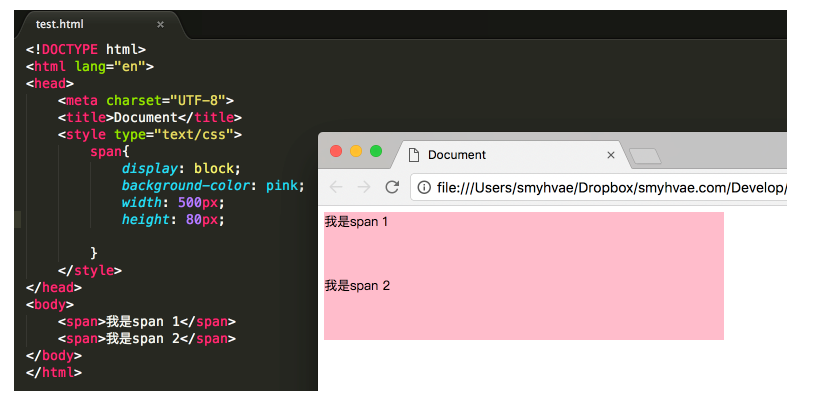 test.html ×
<!DOCTYPE html>
<html lang="en">
<head>
<meta charset="UTF-8">
<title>Document</title>
<style type="text/css">
span{
display: block;
background-color: pink;
width: 500px;
height: 80px;
}
</style>
</head>
<body>
<span>我是span 1</span>
<span>我是span 2</span>
</body>
</html>
Document ×
file:///Users/smyhvae/Dropbox/smyhvae.com/Develop/
我是span 1
我是span 2